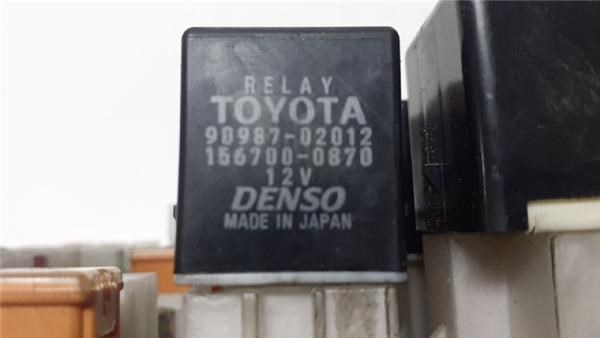 RELAY
TOYOTA
90987-02012
156700-0870
12V
DENSO
MADE IN JAPAN